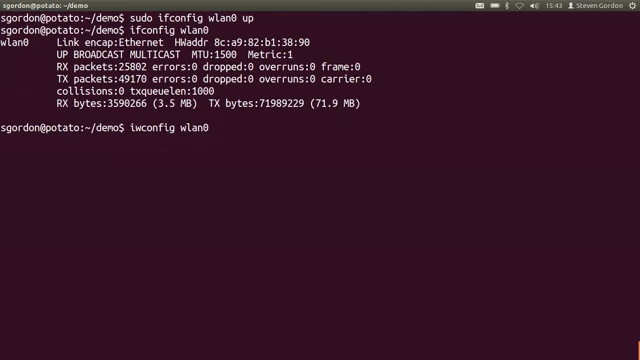 sgordon@potato: ~/demo 15:43 Steven Gordon
sgordon@potato:~/demo$ sudo ifconfig wlan0 up
sgordon@potato:~/demo$ ifconfig wlan0
wlan0 Link encap:Ethernet HWaddr 8c:a9:82:b1:38:90
UP BROADCAST MULTICAST MTU:1500 Metric:1
RX packets:25802 errors:0 dropped:0 overruns:0 frame:0
TX packets:49170 errors:0 dropped:0 overruns:0 carrier:0
collisions:0 txqueuelen:1000
RX bytes:3590266 (3.5 MB) TX bytes:71989229 (71.9 MB)
sgordon@potato:~/demo$ iwconfig wlan0